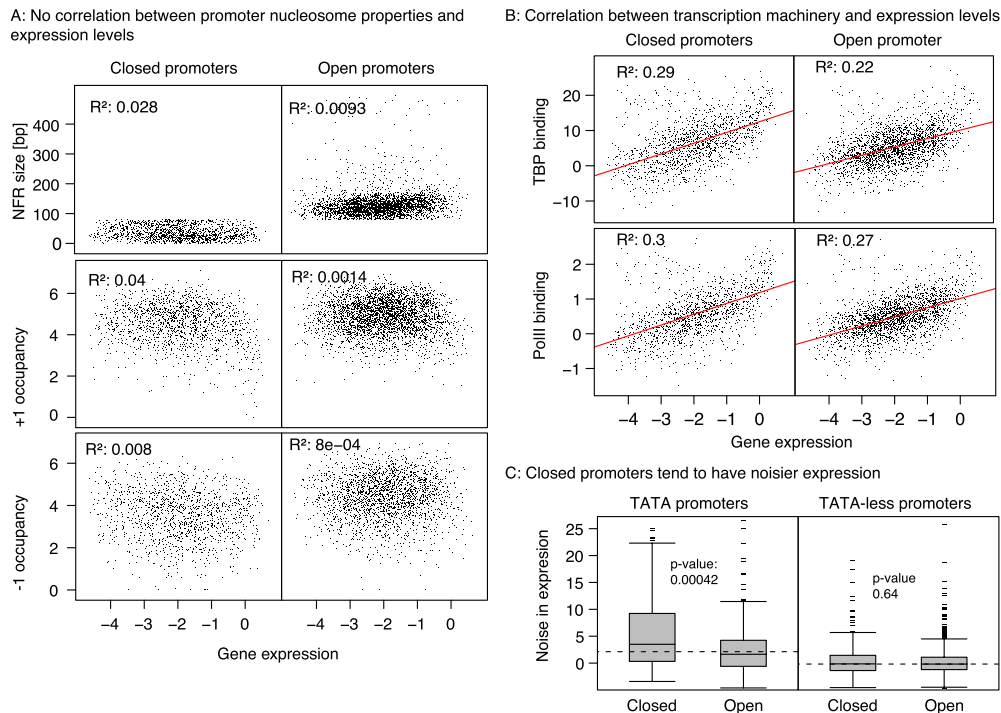 A: No correlation between promoter nucleosome properties and
expression levels
Closed promoters
Open promoters
NFR size [bp]
400
300
200
100
0
R²: 0.028
R²: 0.0093
+1 occupancy
6
4
2
0
R²: 0.04
R²: 0.0014
-1 occupancy
6
4
2
0
R²: 0.008
R²: 8e−04
−4 −3 −2 −1 0 −4 −3 −2 −1 0
Gene expression
B: Correlation between transcription machinery and expression levels
Closed promoters
Open promoter
TBP binding
20
10
0
−10
R²: 0.29
R²: 0.22
PolII binding
2
1
0
−1
R²: 0.3
R²: 0.27
−4 −3 −2 −1 0 −4 −3 −2 −1 0
Gene expression
C: Closed promoters tend to have noisier expression
TATA promoters
TATA-less promoters
Noise in expresion
25
20
15
10
5
0
p-value:
0.00042
p-value
0.64
Closed Open Closed Open